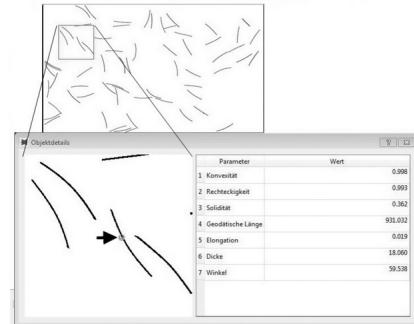 Objektdetails
Parameter Wert
1 Konvexität 0.998
2 Rechteckigkeit 0.993
3 Solidität 0.362
4 Geodätische Länge 931.032
5 Elongation 0.019
6 Dicke 18.060
7 Winkel 59.538